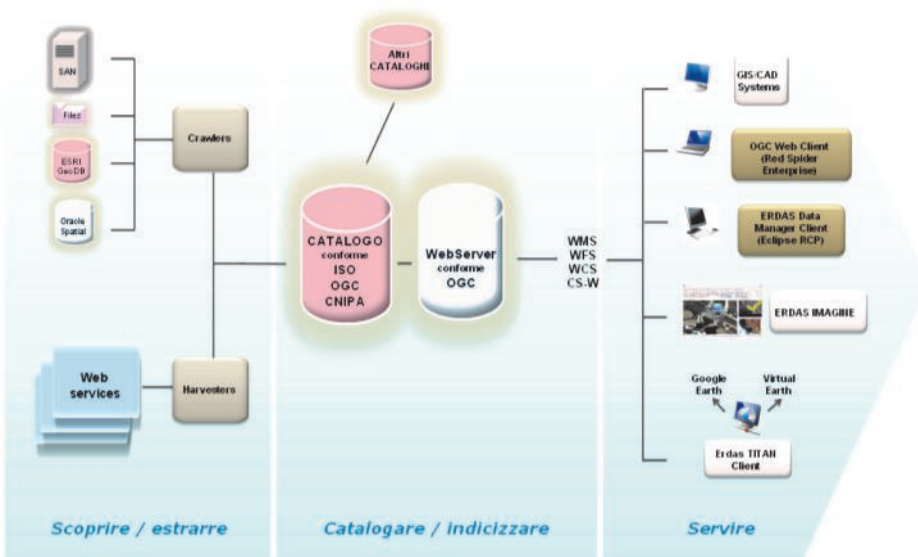 SAN
Files
ESRI
GeoDB
Oracle
Spatial
Crawlers
Web
services
Harvesters
Scoprire / estrarre
Altri
CATALOGHI
CATALOGO
conforme
ISO
OGC
CNIPA
WebServer
conforme
OGC
Catalogare / indicizzare
WMS
WFS
WCS
CS-W
GIS/CAD
Systems
OGC Web Client
(Red Spider
Enterprise)
ERDAS Data
Manager Client
(Eclipse RCP)
ERDAS IMAGINE
Google
Earth
Virtual
Earth
Erdas TITAN
Client
Servire